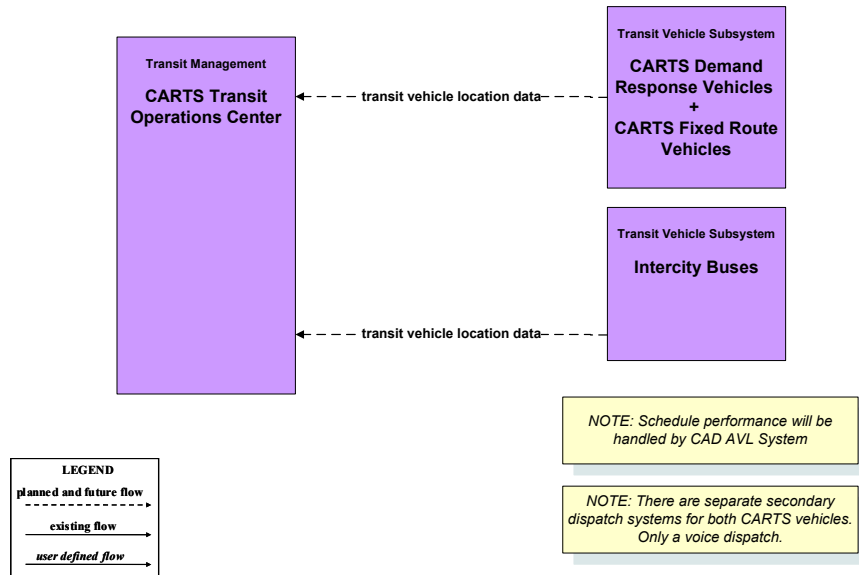 Transit Management
CARTS Transit
Operations Center
transit vehicle location data
Transit Vehicle Subsystem
CARTS Demand
Response Vehicles
+
CARTS Fixed Route
Vehicles
transit vehicle location data
Transit Vehicle Subsystem
Intercity Buses
NOTE: Schedule performance will be
handled by CAD AVL System
NOTE: There are separate secondary
dispatch systems for both CARTS vehicles.
Only a voice dispatch.
LEGEND
planned and future flow
existing flow
user defined flow